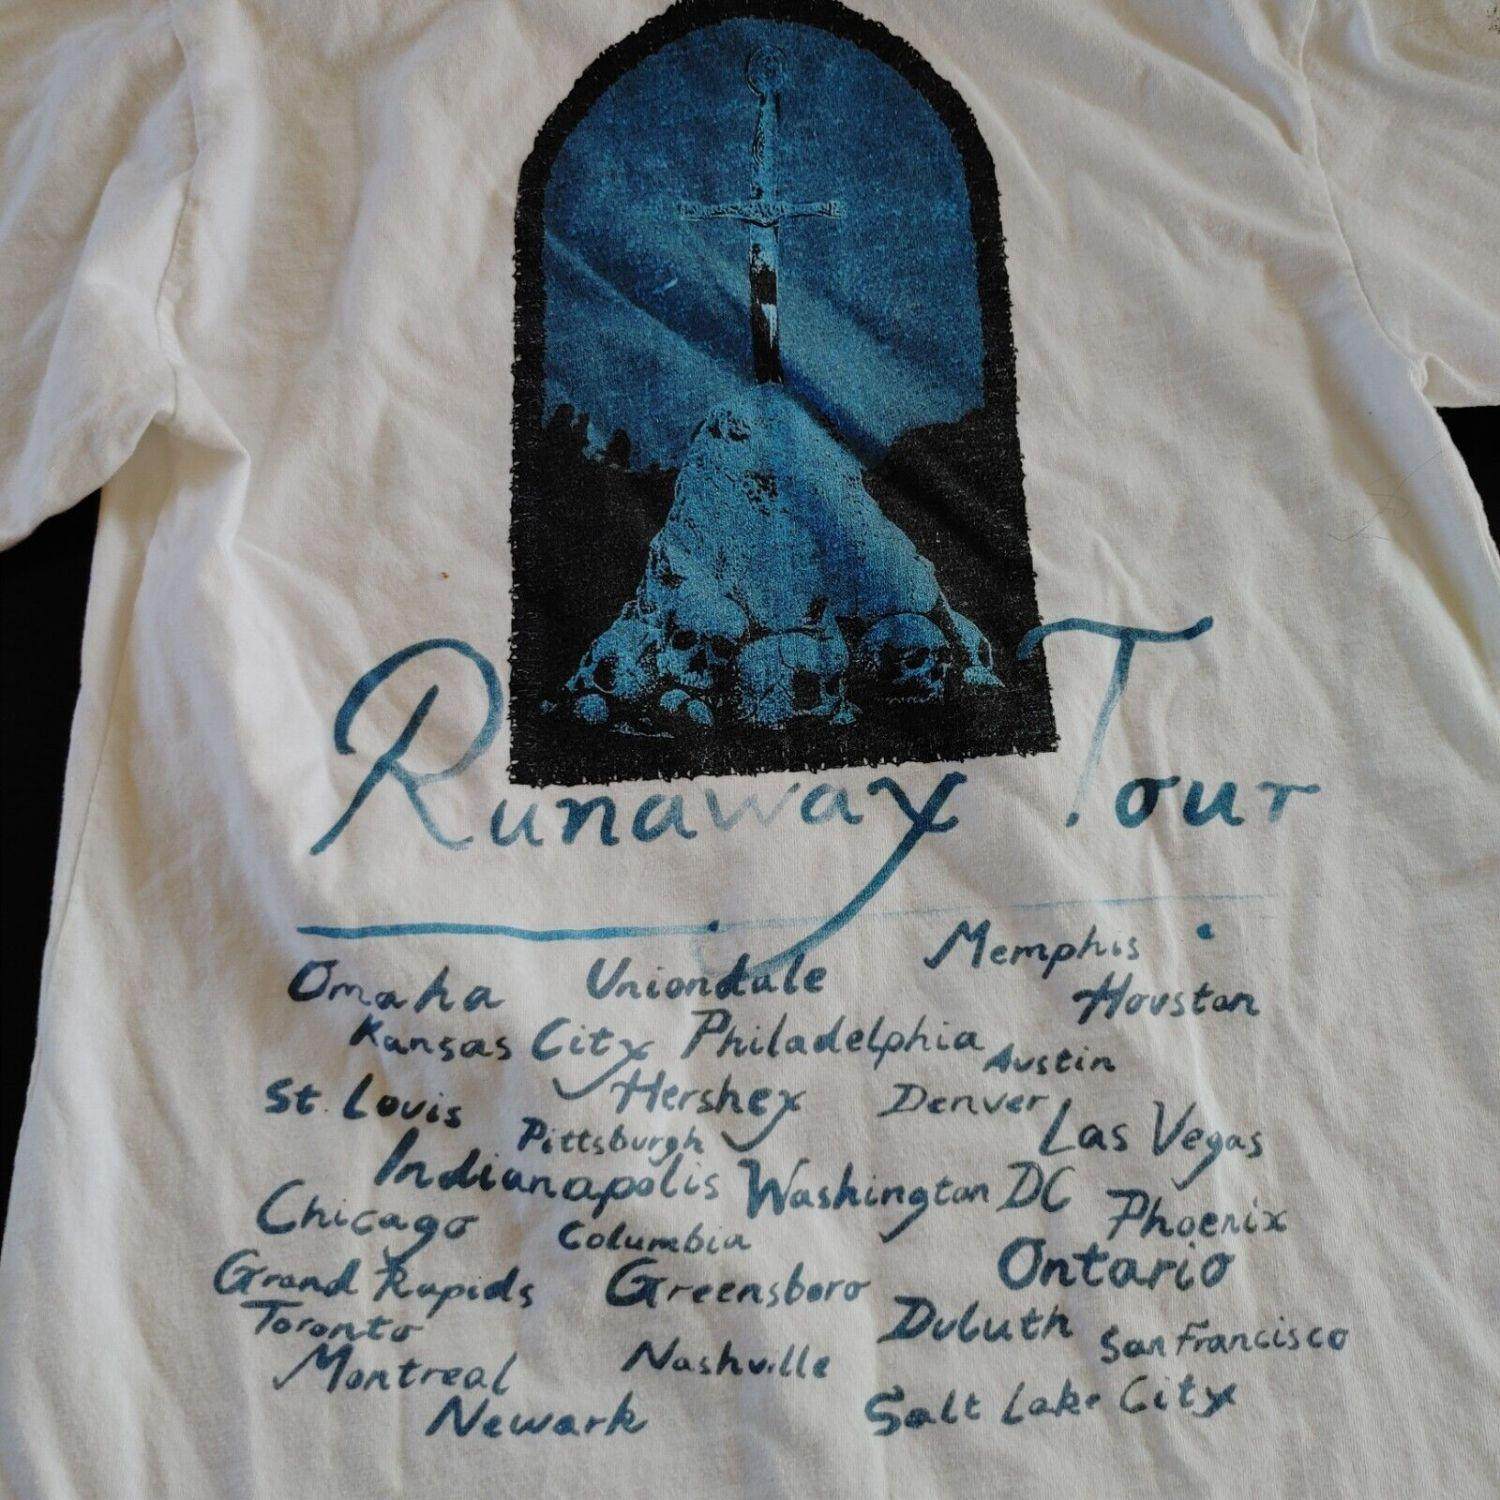 Runaway Tour
Omaha
Kansas City
St. Louis
Indianapolis
Chicago
Grand Rapids
Toronto
Montreal
Newark
Uniondale
Philadelphia
Hershey
Pittsburgh
Washington DC
Columbia
Greensboro
Nashville
Memphis
Houston
Austin
Denver
Las Vegas
Phoenix
Ontario
Duluth
San Francisco
Salt Lake City